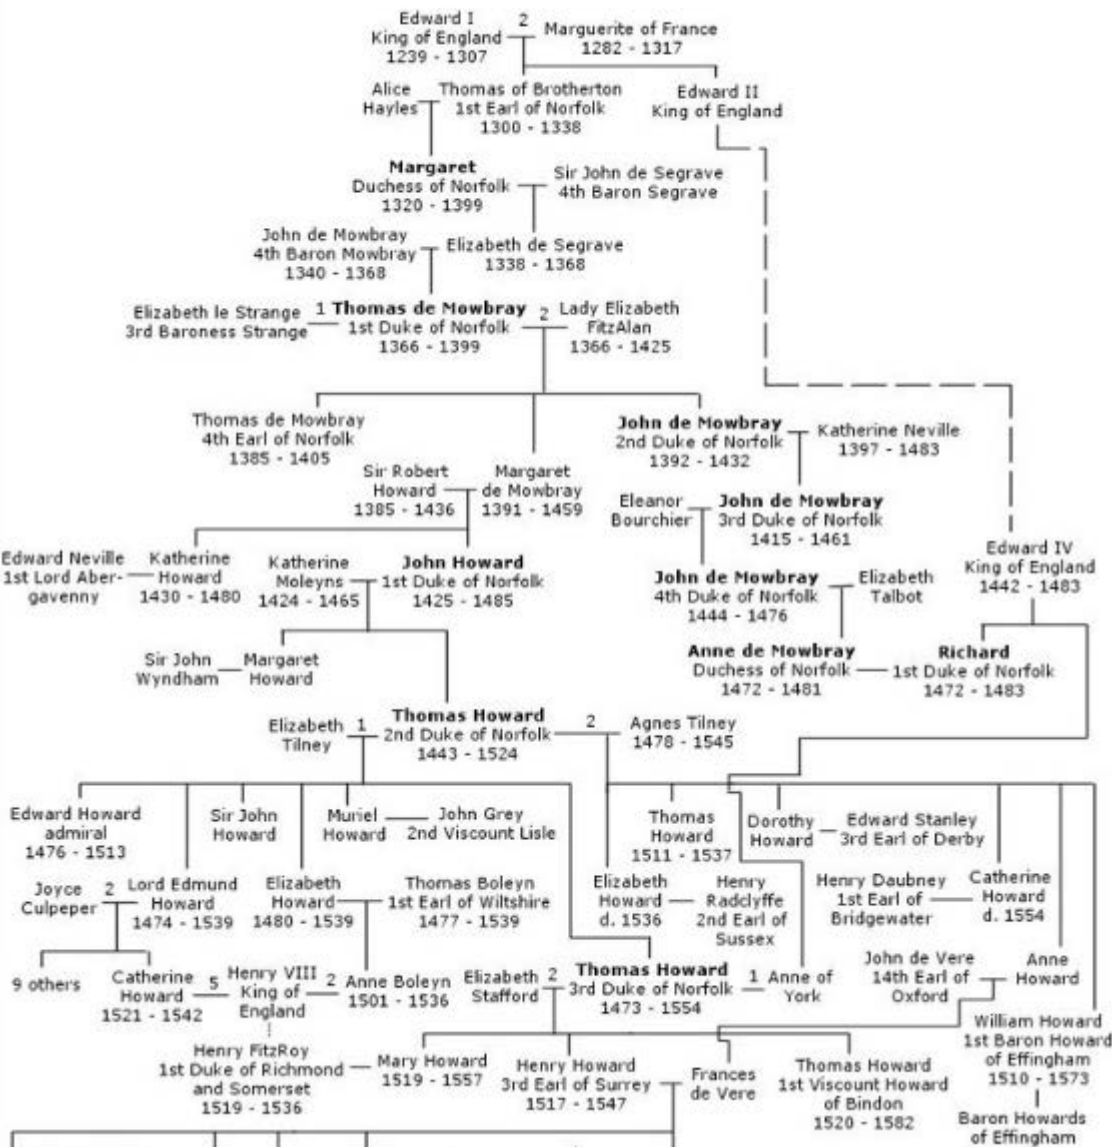 Edward I
King of England
1239 - 1307
2
Marguerite of France
1282 - 1317
Alice
Hayles
Thomas of Brotherton
1st Earl of Norfolk
1300 - 1338
Edward II
King of England
Margaret
Duchess of Norfolk
1320 - 1399
Sir John de Segrave
4th Baron Segrave
John de Mowbray
4th Baron Mowbray
1340 - 1368
Elizabeth de Segrave
1338 - 1368
Elizabeth le Strange
3rd Baroness Strange
1
Thomas de Mowbray
1st Duke of Norfolk
1366 - 1399
2
Lady Elizabeth
FitzAlan
1366 - 1425
Thomas de Mowbray
4th Earl of Norfolk
1385 - 1405
John de Mowbray
2nd Duke of Norfolk
1392 - 1432
Katherine Neville
1397 - 1483
Sir Robert
Howard
1385 - 1436
Margaret
de Mowbray
1391 - 1459
Eleanor
Bourchier
John de Mowbray
3rd Duke of Norfolk
1415 - 1461
Edward Neville
1st Lord Aber-
gavenny
Katherine
Howard
1430 - 1480
Katherine
Moleyns
1424 - 1465
John Howard
1st Duke of Norfolk
1425 - 1485
John de Mowbray
4th Duke of Norfolk
1444 - 1476
Elizabeth
Talbot
Edward IV
King of England
1442 - 1483
Sir John
Wyndham
Margaret
Howard
Anne de Mowbray
Duchess of Norfolk
1472 - 1481
Richard
1st Duke of Norfolk
1472 - 1483
Elizabeth
Tilney
1
Thomas Howard
2nd Duke of Norfolk
1443 - 1524
2
Agnes Tilney
1478 - 1545
Edward Howard
admiral
1476 - 1513
Sir John
Howard
Muriel
Howard
John Grey
2nd Viscount Lisle
Thomas
Howard
1511 - 1537
Dorothy
Howard
Edward Stanley
3rd Earl of Derby
Joyce
Culpeper
2
Lord Edmund
Howard
1474 - 1539
Elizabeth
Howard
1480 - 1539
Thomas Boleyn
1st Earl of Wiltshire
1477 - 1539
Elizabeth
Howard
d. 1536
Henry
Radclyffe
2nd Earl of
Sussex
Henry Daubney
1st Earl of
Bridgewater
Catherine
Howard
d. 1554
9 others
Catherine
Howard
1521 - 1542
5
Henry VIII
King of
England
2
Anne Boleyn
1501 - 1536
Elizabeth
Stafford
2
Thomas Howard
3rd Duke of Norfolk
1473 - 1554
1
Anne of
York
John de Vere
14th Earl of
Oxford
Anne
Howard
Henry FitzRoy
1st Duke of Richmond
and Somerset
1519 - 1536
Mary Howard
1519 - 1557
Henry Howard
3rd Earl of Surrey
1517 - 1547
Frances
de Vere
Thomas Howard
1st Viscount Howard
of Bindon
1520 - 1582
William Howard
1st Baron Howard
of Effingham
1510 - 1573
Baron Howards
of Effingham